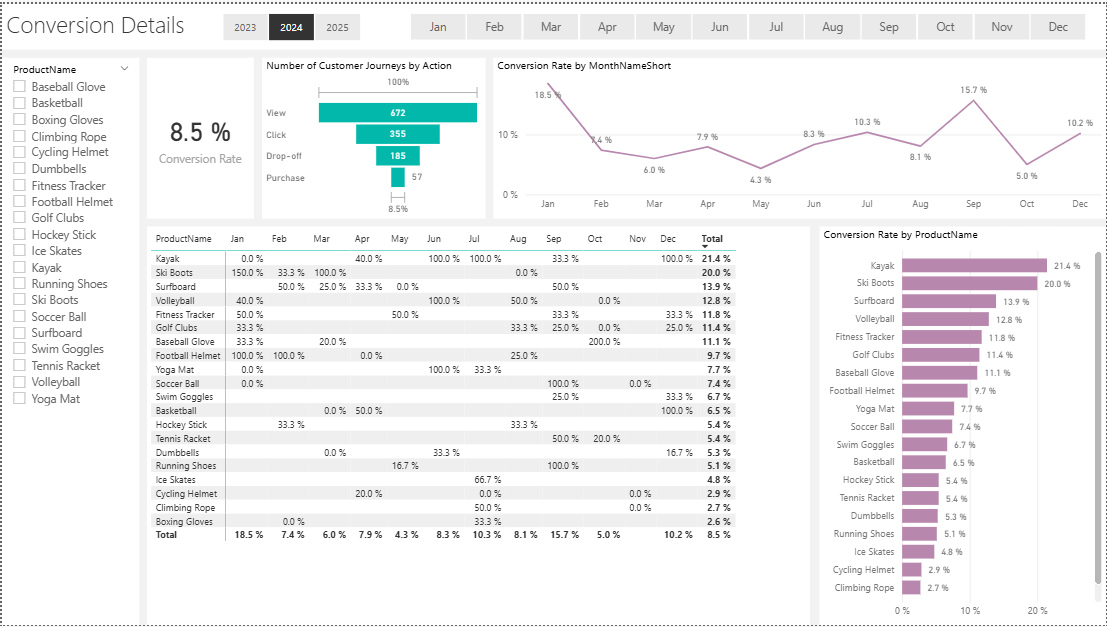 Conversion Details
2023 2024 2025
Jan Feb Mar Apr May Jun Jul Aug Sep Oct Nov Dec
ProductName
Baseball Glove
Basketball
Boxing Gloves
Climbing Rope
Cycling Helmet
Dumbbells
Fitness Tracker
Football Helmet
Golf Clubs
Hockey Stick
Ice Skates
Kayak
Running Shoes
Ski Boots
Soccer Ball
Surfboard
Swim Goggles
Tennis Racket
Volleyball
Yoga Mat
8.5 %
Conversion Rate
Number of Customer Journeys by Action
100%
View 672
Click 355
Drop-off 185
Purchase 57
8.5%
Conversion Rate by MonthNameShort
10 %
0 %
18.5 % 7.4 % 6.0 % 7.9 % 4.3 % 8.3 % 10.3 % 8.1 % 15.7 % 5.0 % 10.2 %
Jan Feb Mar Apr May Jun Jul Aug Sep Oct Dec
ProductName Jan Feb Mar Apr May Jun Jul Aug Sep Oct Nov Dec Total
Kayak 0.0 % 40.0 % 100.0 % 100.0 % 33.3 % 100.0 % 21.4 %
Ski Boots 150.0 % 33.3 % 100.0 % 0.0 % 20.0 %
Surfboard 50.0 % 25.0 % 33.3 % 0.0 % 50.0 % 13.9 %
Volleyball 40.0 % 100.0 % 50.0 % 0.0 % 12.8 %
Fitness Tracker 50.0 % 50.0 % 33.3 % 33.3 % 11.8 %
Golf Clubs 33.3 % 33.3 % 25.0 % 0.0 % 25.0 % 11.4 %
Baseball Glove 33.3 % 20.0 % 200.0 % 11.1 %
Football Helmet 100.0 % 100.0 % 0.0 % 25.0 % 9.7 %
Yoga Mat 0.0 % 100.0 % 33.3 % 7.7 %
Soccer Ball 0.0 % 100.0 % 0.0 % 7.4 %
Swim Goggles 25.0 % 33.3 % 6.7 %
Basketball 0.0 % 50.0 % 100.0 % 6.5 %
Hockey Stick 33.3 % 33.3 % 5.4 %
Tennis Racket 50.0 % 20.0 % 5.4 %
Dumbbells 0.0 % 33.3 % 16.7 % 5.3 %
Running Shoes 16.7 % 100.0 % 5.1 %
Ice Skates 66.7 % 4.8 %
Cycling Helmet 20.0 % 0.0 % 0.0 % 2.9 %
Climbing Rope 50.0 % 0.0 % 2.7 %
Boxing Gloves 0.0 % 33.3 % 2.6 %
Total 18.5 % 7.4 % 6.0 % 7.9 % 4.3 % 8.3 % 10.3 % 8.1 % 15.7 % 5.0 % 10.2 % 8.5 %
Conversion Rate by ProductName
Kayak 21.4 %
Ski Boots 20.0 %
Surfboard 13.9 %
Volleyball 12.8 %
Fitness Tracker 11.8 %
Golf Clubs 11.4 %
Baseball Glove 11.1 %
Football Helmet 9.7 %
Yoga Mat 7.7 %
Soccer Ball 7.4 %
Swim Goggles 6.7 %
Basketball 6.5 %
Hockey Stick 5.4 %
Tennis Racket 5.4 %
Dumbbells 5.3 %
Running Shoes 5.1 %
Ice Skates 4.8 %
Cycling Helmet 2.9 %
Climbing Rope 2.7 %
0 % 10 % 20 %